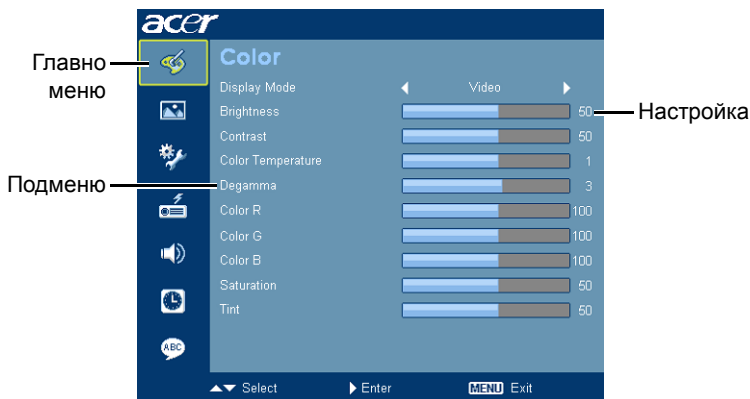 acer
Главно
меню
Color
Display Mode Video
Brightness 50
Настройка
Contrast 50
Color Temperature 1
Подменю
Degamma 3
Color R 100
Color G 100
Color B 100
Saturation 50
Tint 50
ABC
Select Enter MENU Exit